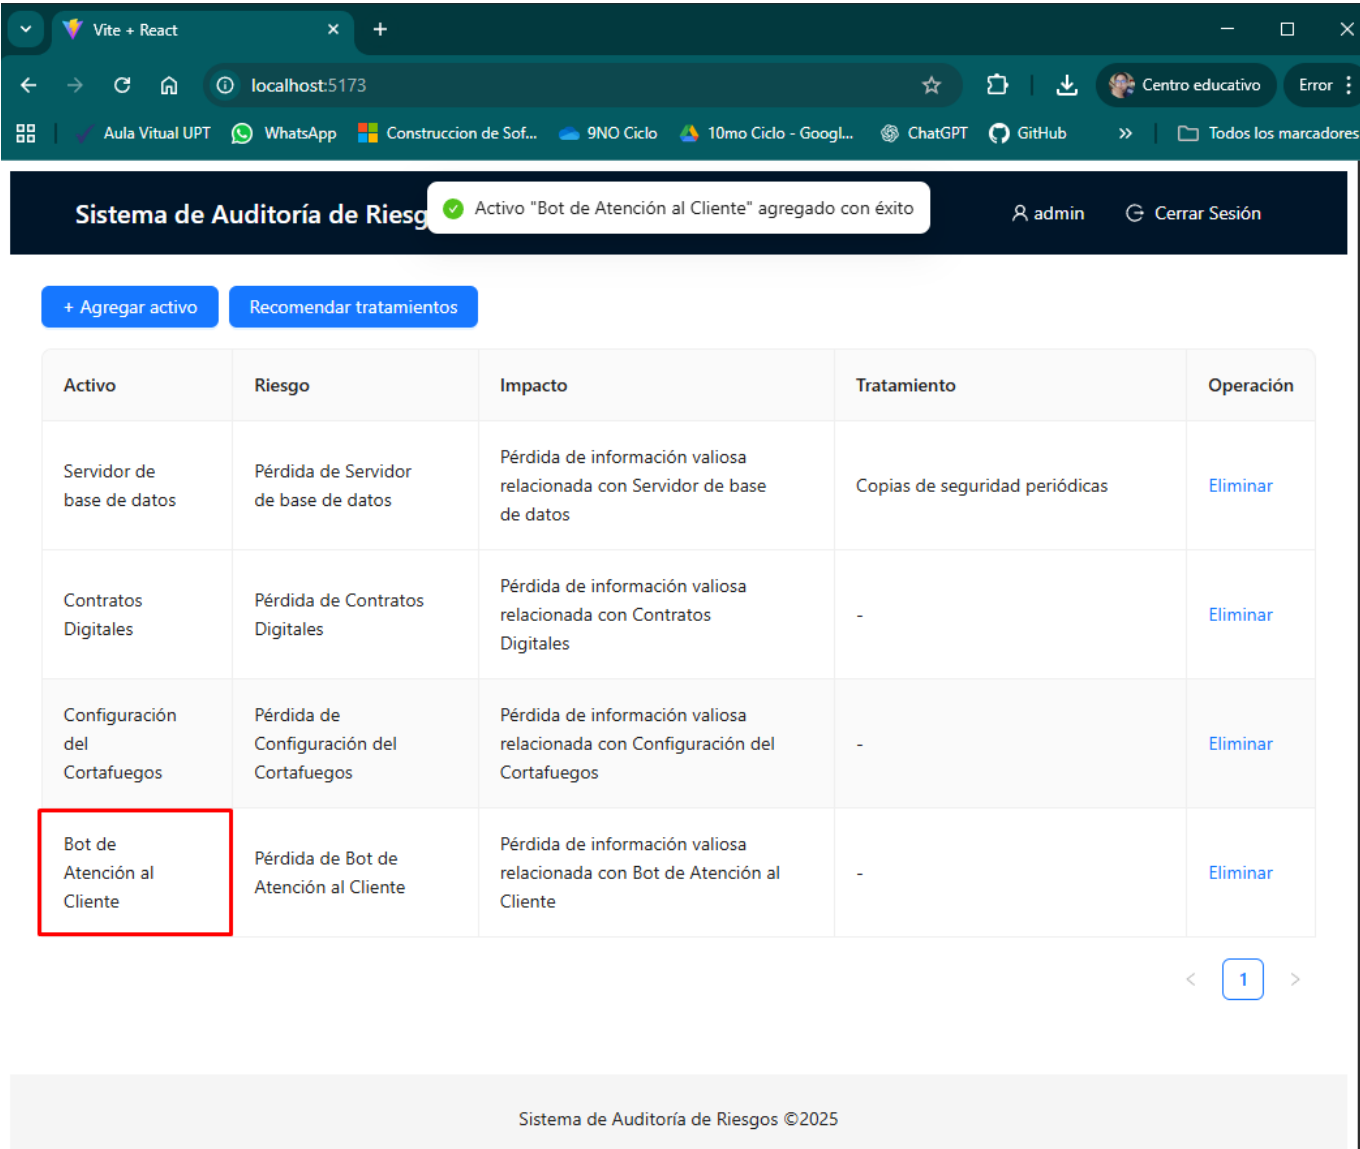 Vite + React
localhost:5173
Centro educativo
Error
Aula Vitual UPT
WhatsApp
Construccion de Sof...
9NO Ciclo
10mo Ciclo - Googl...
ChatGPT
GitHub
»
Todos los marcadores
Sistema de Auditoría de Riesg
Activo "Bot de Atención al Cliente" agregado con éxito
admin
Cerrar Sesión
+ Agregar activo
Recomendar tratamientos
Activo
Riesgo
Impacto
Tratamiento
Operación
Servidor de
base de datos
Pérdida de Servidor
de base de datos
Pérdida de información valiosa
relacionada con Servidor de base
de datos
Copias de seguridad periódicas
Eliminar
Contratos
Digitales
Pérdida de Contratos
Digitales
Pérdida de información valiosa
relacionada con Contratos
Digitales
-
Eliminar
Configuración
del
Cortafuegos
Pérdida de
Configuración del
Cortafuegos
Pérdida de información valiosa
relacionada con Configuración del
Cortafuegos
-
Eliminar
Bot de
Atención al
Cliente
Pérdida de Bot de
Atención al Cliente
Pérdida de información valiosa
relacionada con Bot de Atención al
Cliente
-
Eliminar
< 1 >
Sistema de Auditoría de Riesgos ©2025